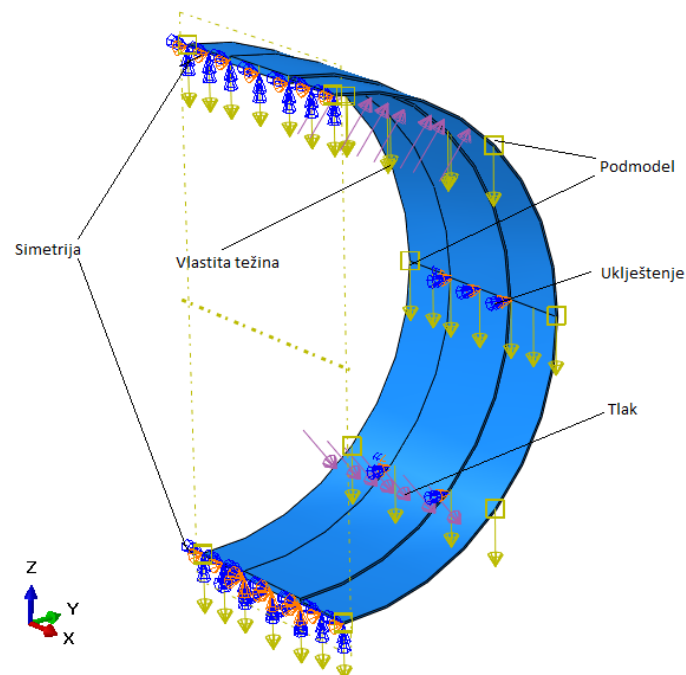 Podmodel
Simetrija
Vlastita težina
Uklještenje
Tlak
Z
Y
X